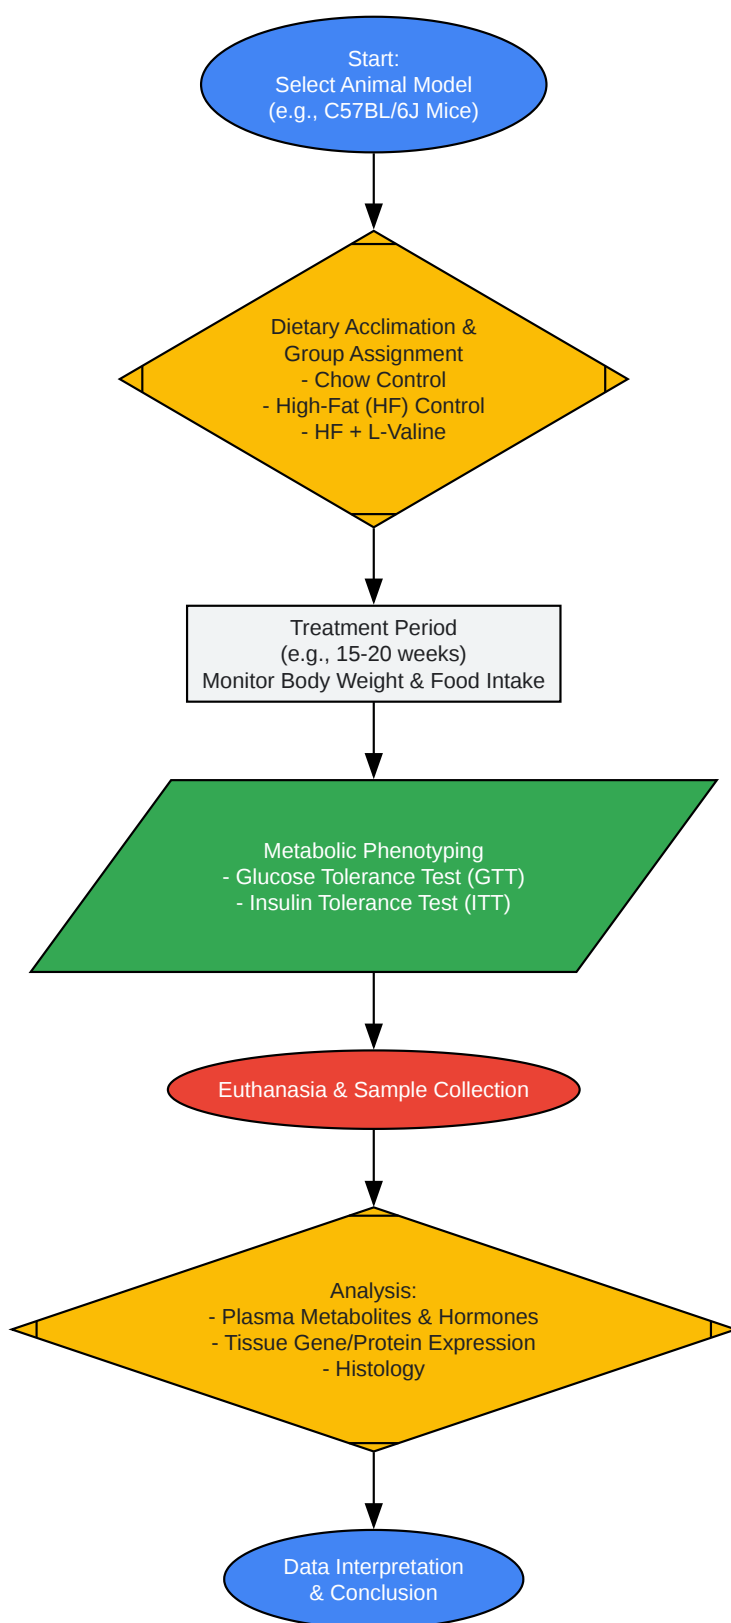 Start:
Select Animal Model
(e.g., C57BL/6J Mice)
Dietary Acclimation &
Group Assignment
- Chow Control
- High-Fat (HF) Control
- HF + L-Valine
Treatment Period
(e.g., 15-20 weeks)
Monitor Body Weight & Food Intake
Metabolic Phenotyping
- Glucose Tolerance Test (GTT)
- Insulin Tolerance Test (ITT)
Euthanasia & Sample Collection
Analysis:
- Plasma Metabolites & Hormones
- Tissue Gene/Protein Expression
- Histology
Data Interpretation
& Conclusion